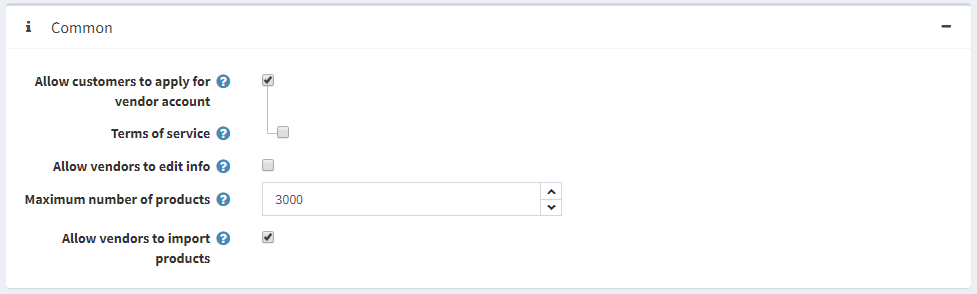 Common
Allow customers to apply for
vendor account
Terms of service
Allow vendors to edit info
Maximum number of products
3000
Allow vendors to import
products